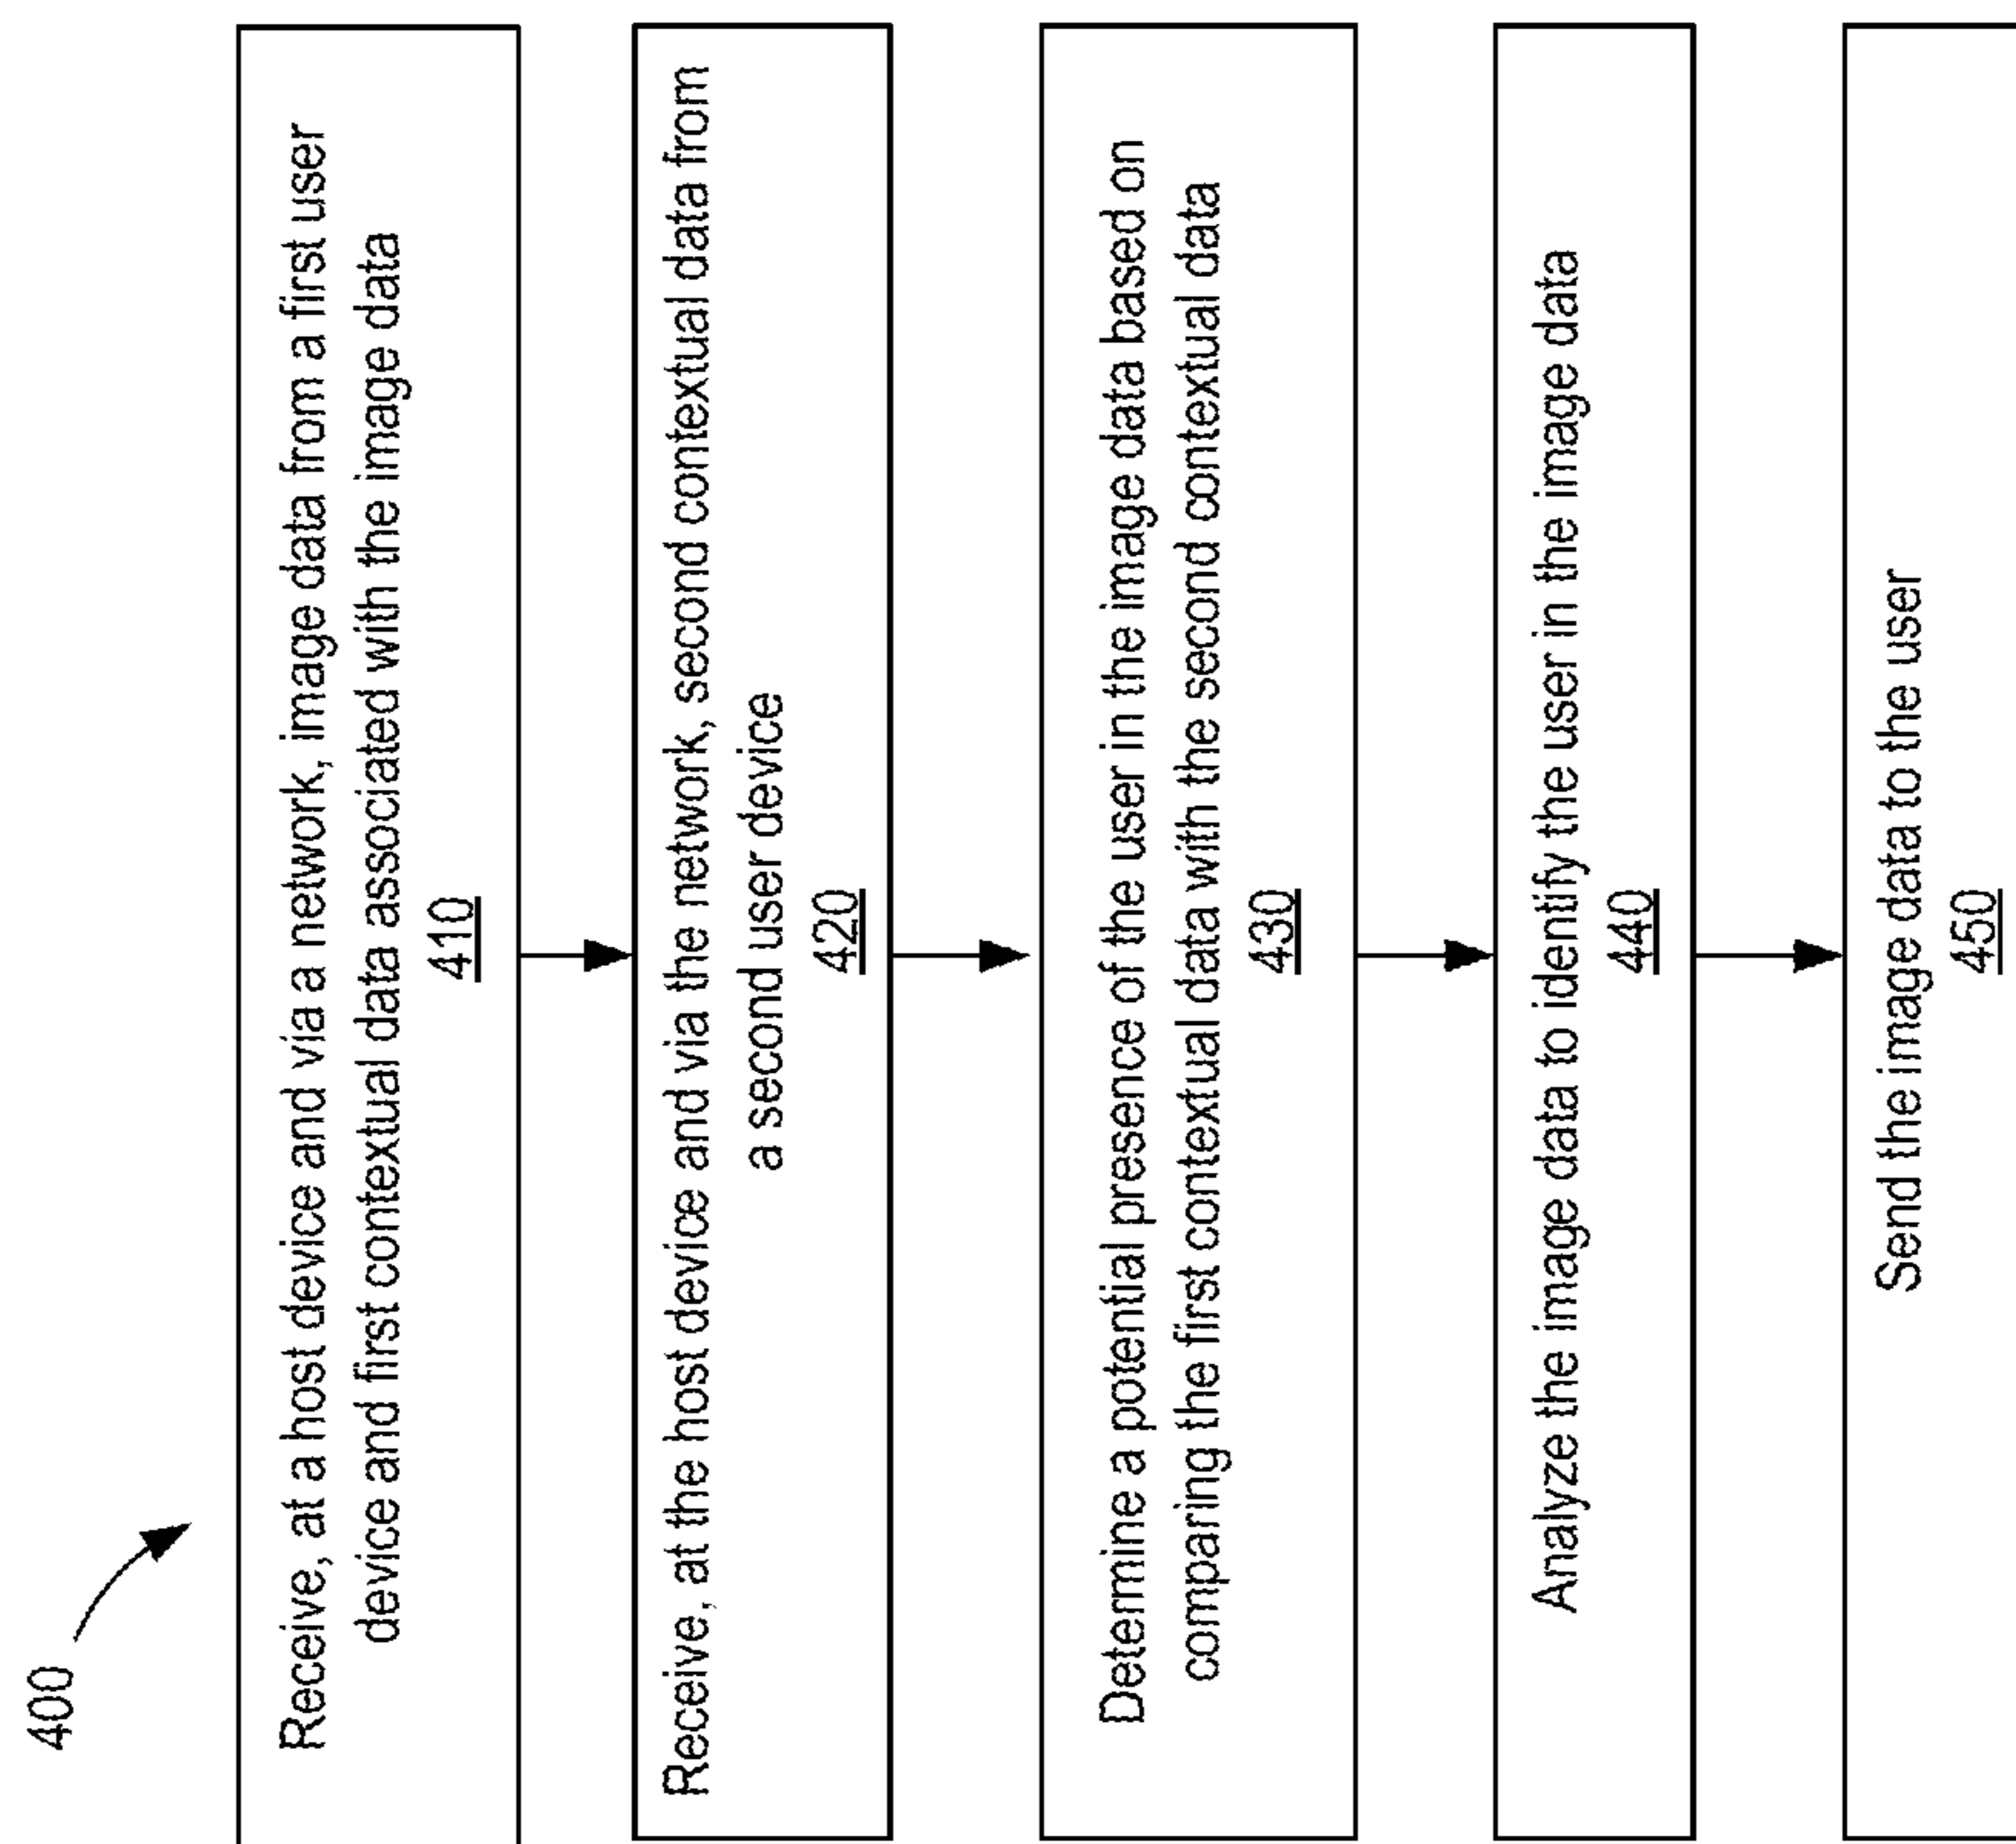 400
Receive, at a host device and via a network, image data from a first user
device and first contextual data associated with the image data
410
Receive, at the host device and via the network, second contextual data from
a second user device
420
Determine a potential presence of the user in the image data based on
comparing the first contextual data with the second contextual data
430
Analyze the image data to identify the user in the image data
440
Send the image data to the user
450